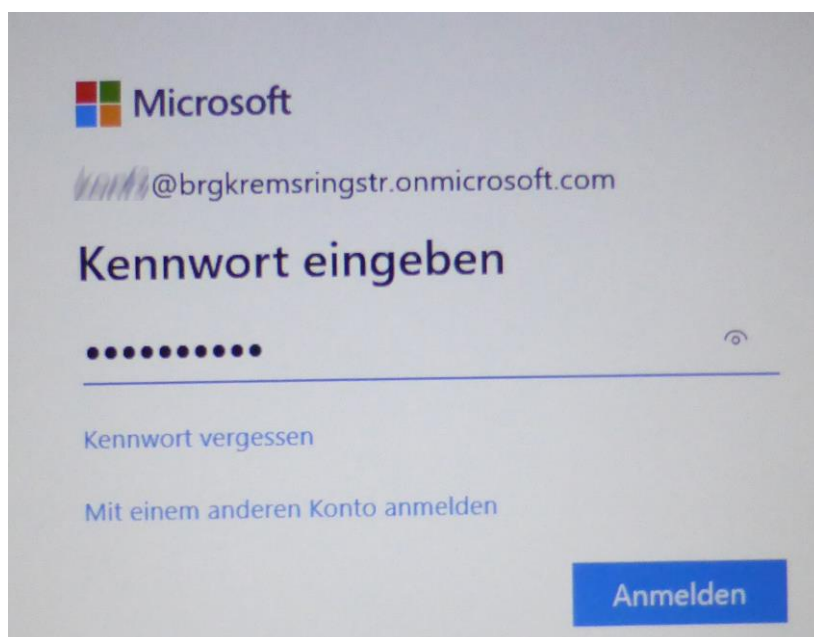 Microsoft
@brgkremsringstr.onmicrosoft.com
Kennwort eingeben
Kennwort vergessen
Mit einem anderen Konto anmelden
Anmelden